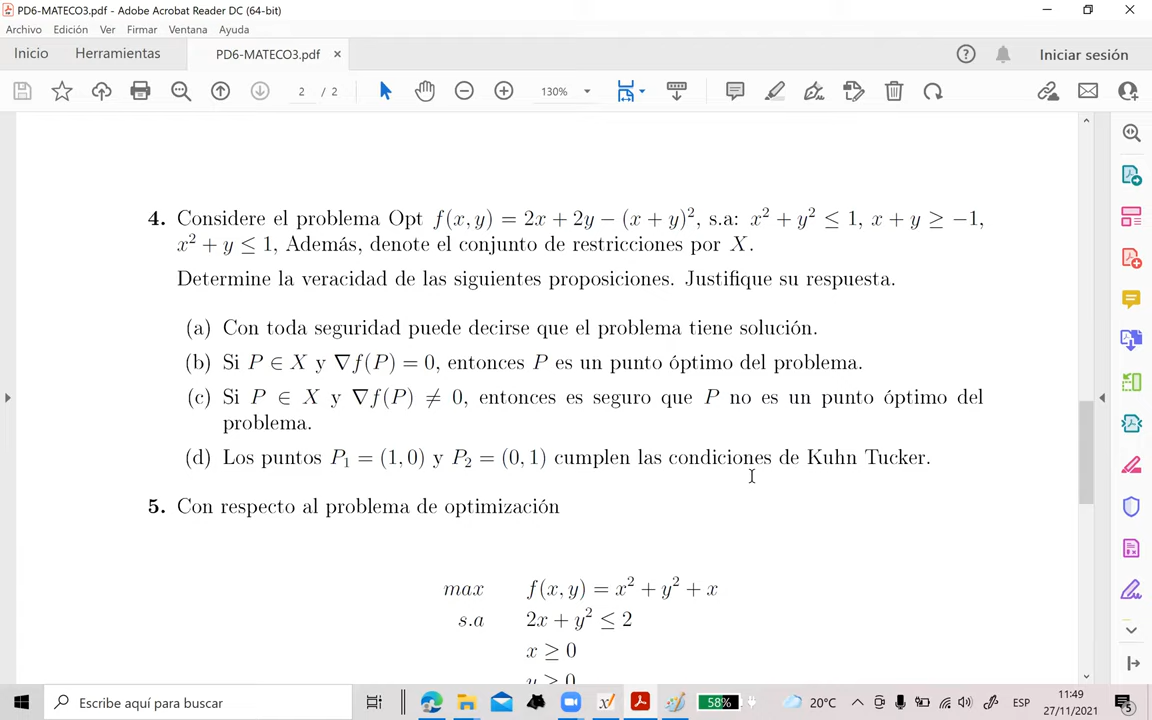 PD6-MATECO3.pdf - Adobe Acrobat Reader DC (64-bit)
Archivo Edición Ver Firmar Ventana Ayuda
Inicio Herramientas PD6-MATECO3.pdf × Iniciar sesión
2 / 2 130%
4. Considere el problema Opt f(x, y) = 2x + 2y − (x + y)², s.a: x² + y² ≤ 1, x + y ≥ −1,
x² + y ≤ 1, Además, denote el conjunto de restricciones por X.
Determine la veracidad de las siguientes proposiciones. Justifique su respuesta.
(a) Con toda seguridad puede decirse que el problema tiene solución.
(b) Si P ∈ X y ∇f(P) = 0, entonces P es un punto óptimo del problema.
(c) Si P ∈ X y ∇f(P) ≠ 0, entonces es seguro que P no es un punto óptimo del
problema.
(d) Los puntos P₁ = (1, 0) y P₂ = (0, 1) cumplen las condiciones de Kuhn Tucker.
5. Con respecto al problema de optimización
max f(x, y) = x² + y² + x
s.a 2x + y² ≤ 2
x ≥ 0
y ≥ 0
Escribe aquí para buscar 58% 20°C ESP 11:49
27/11/2021 5